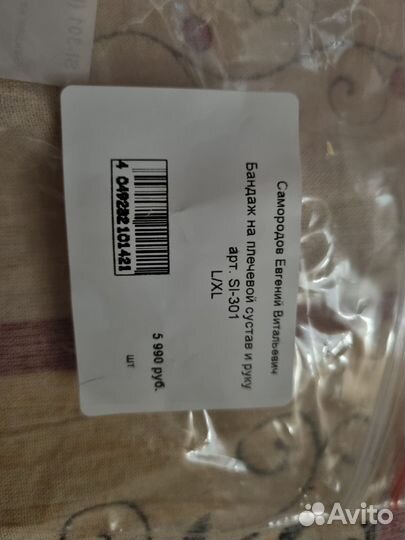 Самородов Евгений Витальевич
Бандаж на плечевой сустав и руку
арт. SI-301
L/XL
4 049282 101421
5 990 руб.
шт
Avito